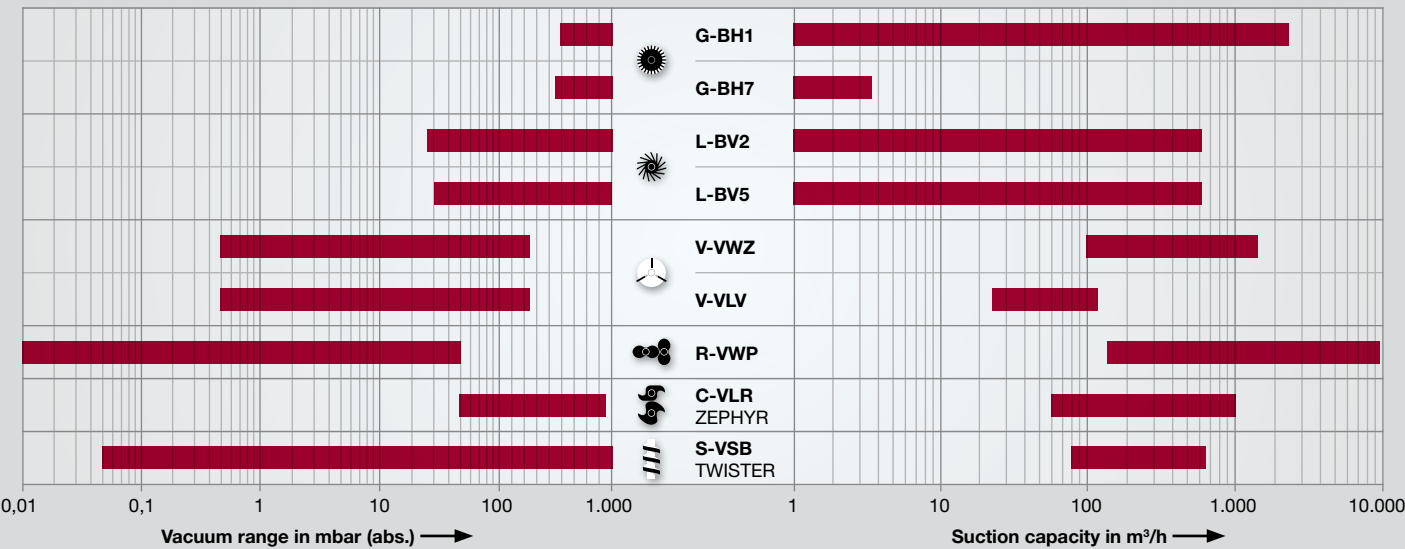 G-BH1
G-BH7
L-BV2
L-BV5
V-VWZ
V-VLV
R-VWP
C-VLR
ZEPHYR
S-VSB
TWISTER
0,01 0,1 1 10 100 1.000 1 10 100 1.000 10.000
Vacuum range in mbar (abs.) Suction capacity in m³/h